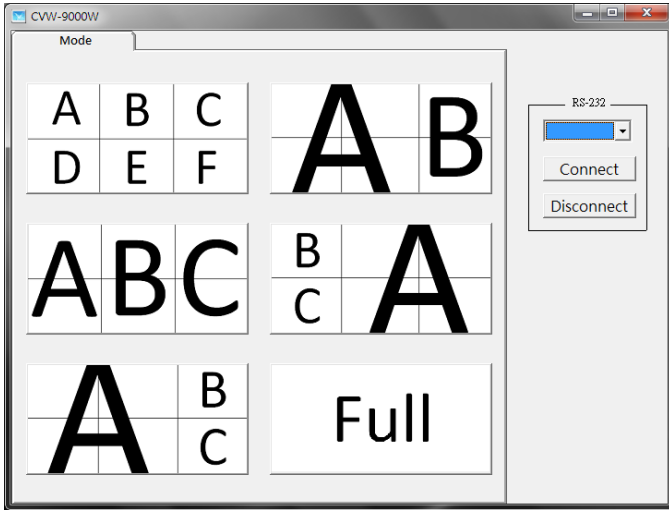 CVW-9000W
Mode
A B C
D E F
A B
A B C
B
C
A
A
B
C
Full
RS-232
Connect
Disconnect